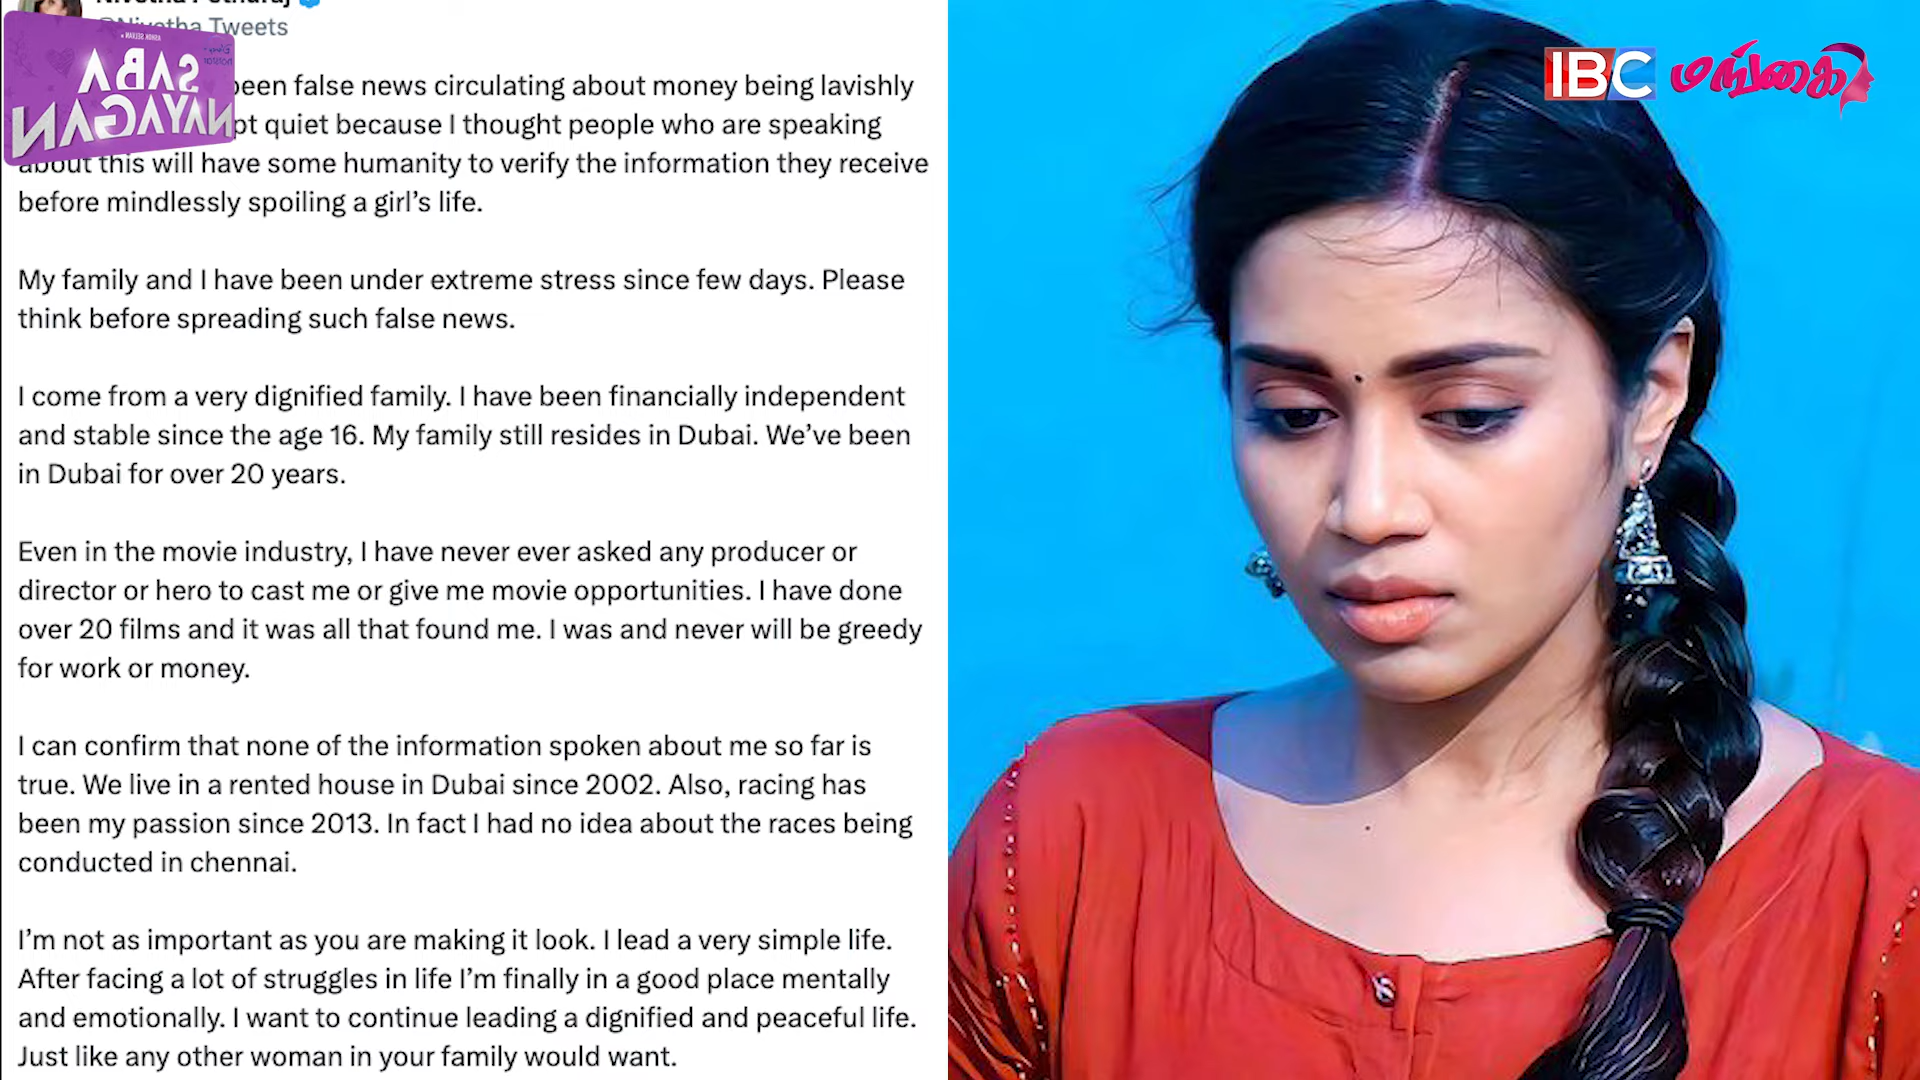 Nivetha Pethuraj
@Nivetha_Tweets
ASHOK SELVAN
SABA
NAYAGAN
hotstar
been false news circulating about money being lavishly
pt quiet because I thought people who are speaking
about this will have some humanity to verify the information they receive
before mindlessly spoiling a girl's life.
My family and I have been under extreme stress since few days. Please
think before spreading such false news.
I come from a very dignified family. I have been financially independent
and stable since the age 16. My family still resides in Dubai. We've been
in Dubai for over 20 years.
Even in the movie industry, I have never ever asked any producer or
director or hero to cast me or give me movie opportunities. I have done
over 20 films and it was all that found me. I was and never will be greedy
for work or money.
I can confirm that none of the information spoken about me so far is
true. We live in a rented house in Dubai since 2002. Also, racing has
been my passion since 2013. In fact I had no idea about the races being
conducted in chennai.
I'm not as important as you are making it look. I lead a very simple life.
After facing a lot of struggles in life I'm finally in a good place mentally
and emotionally. I want to continue leading a dignified and peaceful life.
Just like any other woman in your family would want.
IBC மங்கை